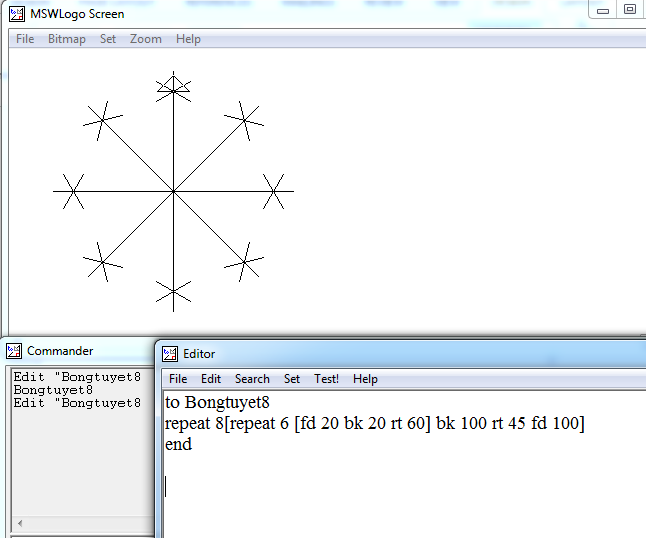 MSWLogo Screen
File Bitmap Set Zoom Help
Commander
Edit "Bongtuyet8
Bongtuyet8
Edit "Bongtuyet8
Editor
File Edit Search Set Test! Help
to Bongtuyet8
repeat 8[repeat 6 [fd 20 bk 20 rt 60] bk 100 rt 45 fd 100]
end